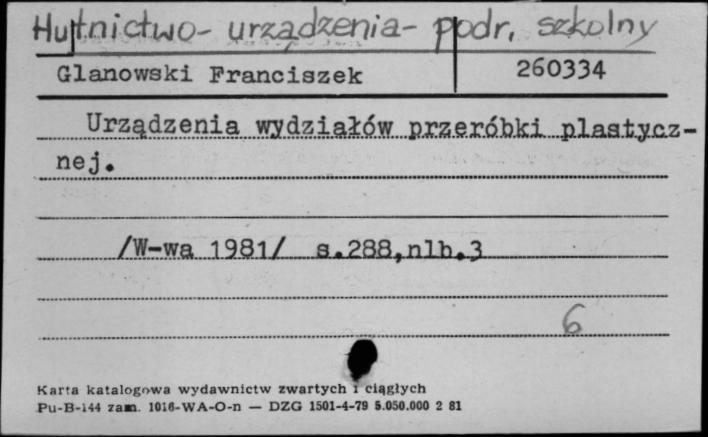 Hutnictwo- urządzenia- podr, szkolny
Glanowski Franciszek 260334
Urządzenia wydziałów przeróbki plastycz-
nej.
/W-wa 1981/ s.288,nlb.3
6
Karta katalogowa wydawnictw zwartych i ciągłych
Pu-B-144 zam. 1016-WA-O-n — DZG 1501-4-79 5.050.000 2 81